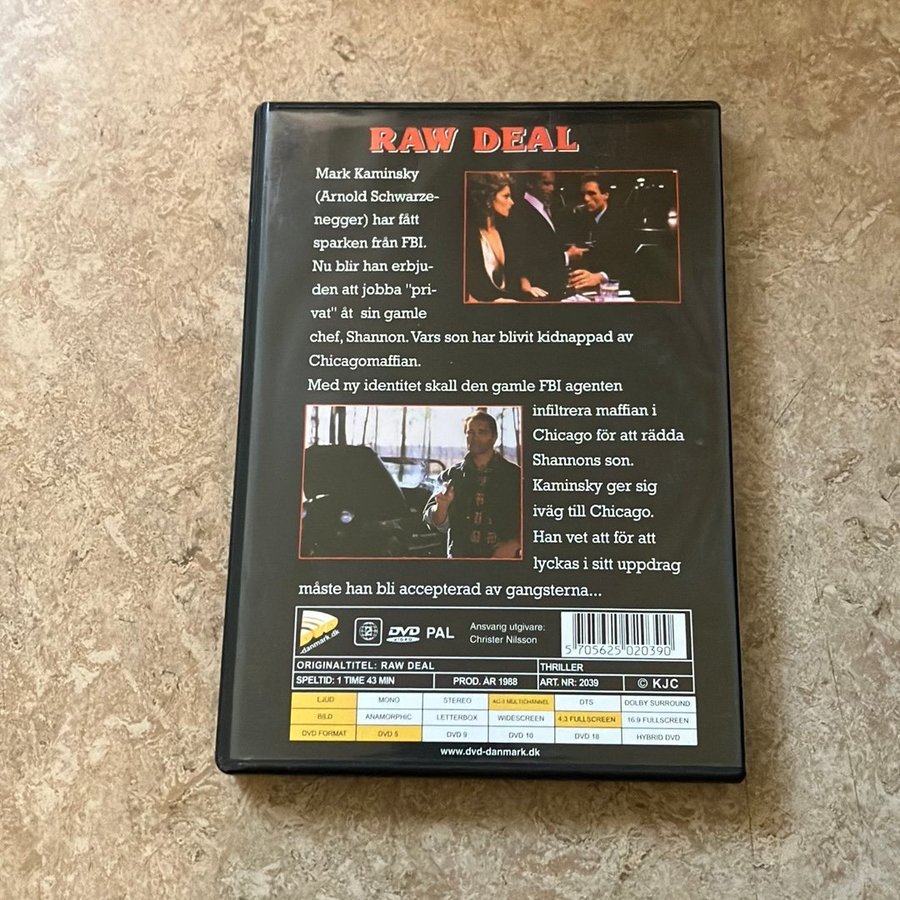 RAW DEAL
Mark Kaminsky
(Arnold Schwarze-
negger) har fått
sparken från FBI.
Nu blir han erbju-
den att jobba "pri-
vat" åt sin gamle
chef, Shannon. Vars son har blivit kidnappad av
Chicagomaffian.
Med ny identitet skall den gamle FBI agenten
infiltrera maffian i
Chicago för att rädda
Shannons son.
Kaminsky ger sig
iväg till Chicago.
Han vet att för att
lyckas i sitt uppdrag
måste han bli accepterad av gangsterna...
DVD
-danmark.dk
2
DVD
VIDEO
PAL
Ansvarig utgivare:
Christer Nilsson
5 705625 020390
ORIGINALTITEL: RAW DEAL THRILLER
SPELTID: 1 TIME 43 MIN PROD. ÅR 1988 ART. NR: 2039 © KJC
LJUD MONO STEREO AC-3 MULTICHANNEL DTS DOLBY SURROUND
BILD ANAMORPHIC LETTERBOX WIDESCREEN 4:3 FULLSCREEN 16:9 FULLSCREEN
DVD FORMAT DVD 5 DVD 9 DVD 10 DVD 18 HYBRID DVD
www.dvd-danmark.dk